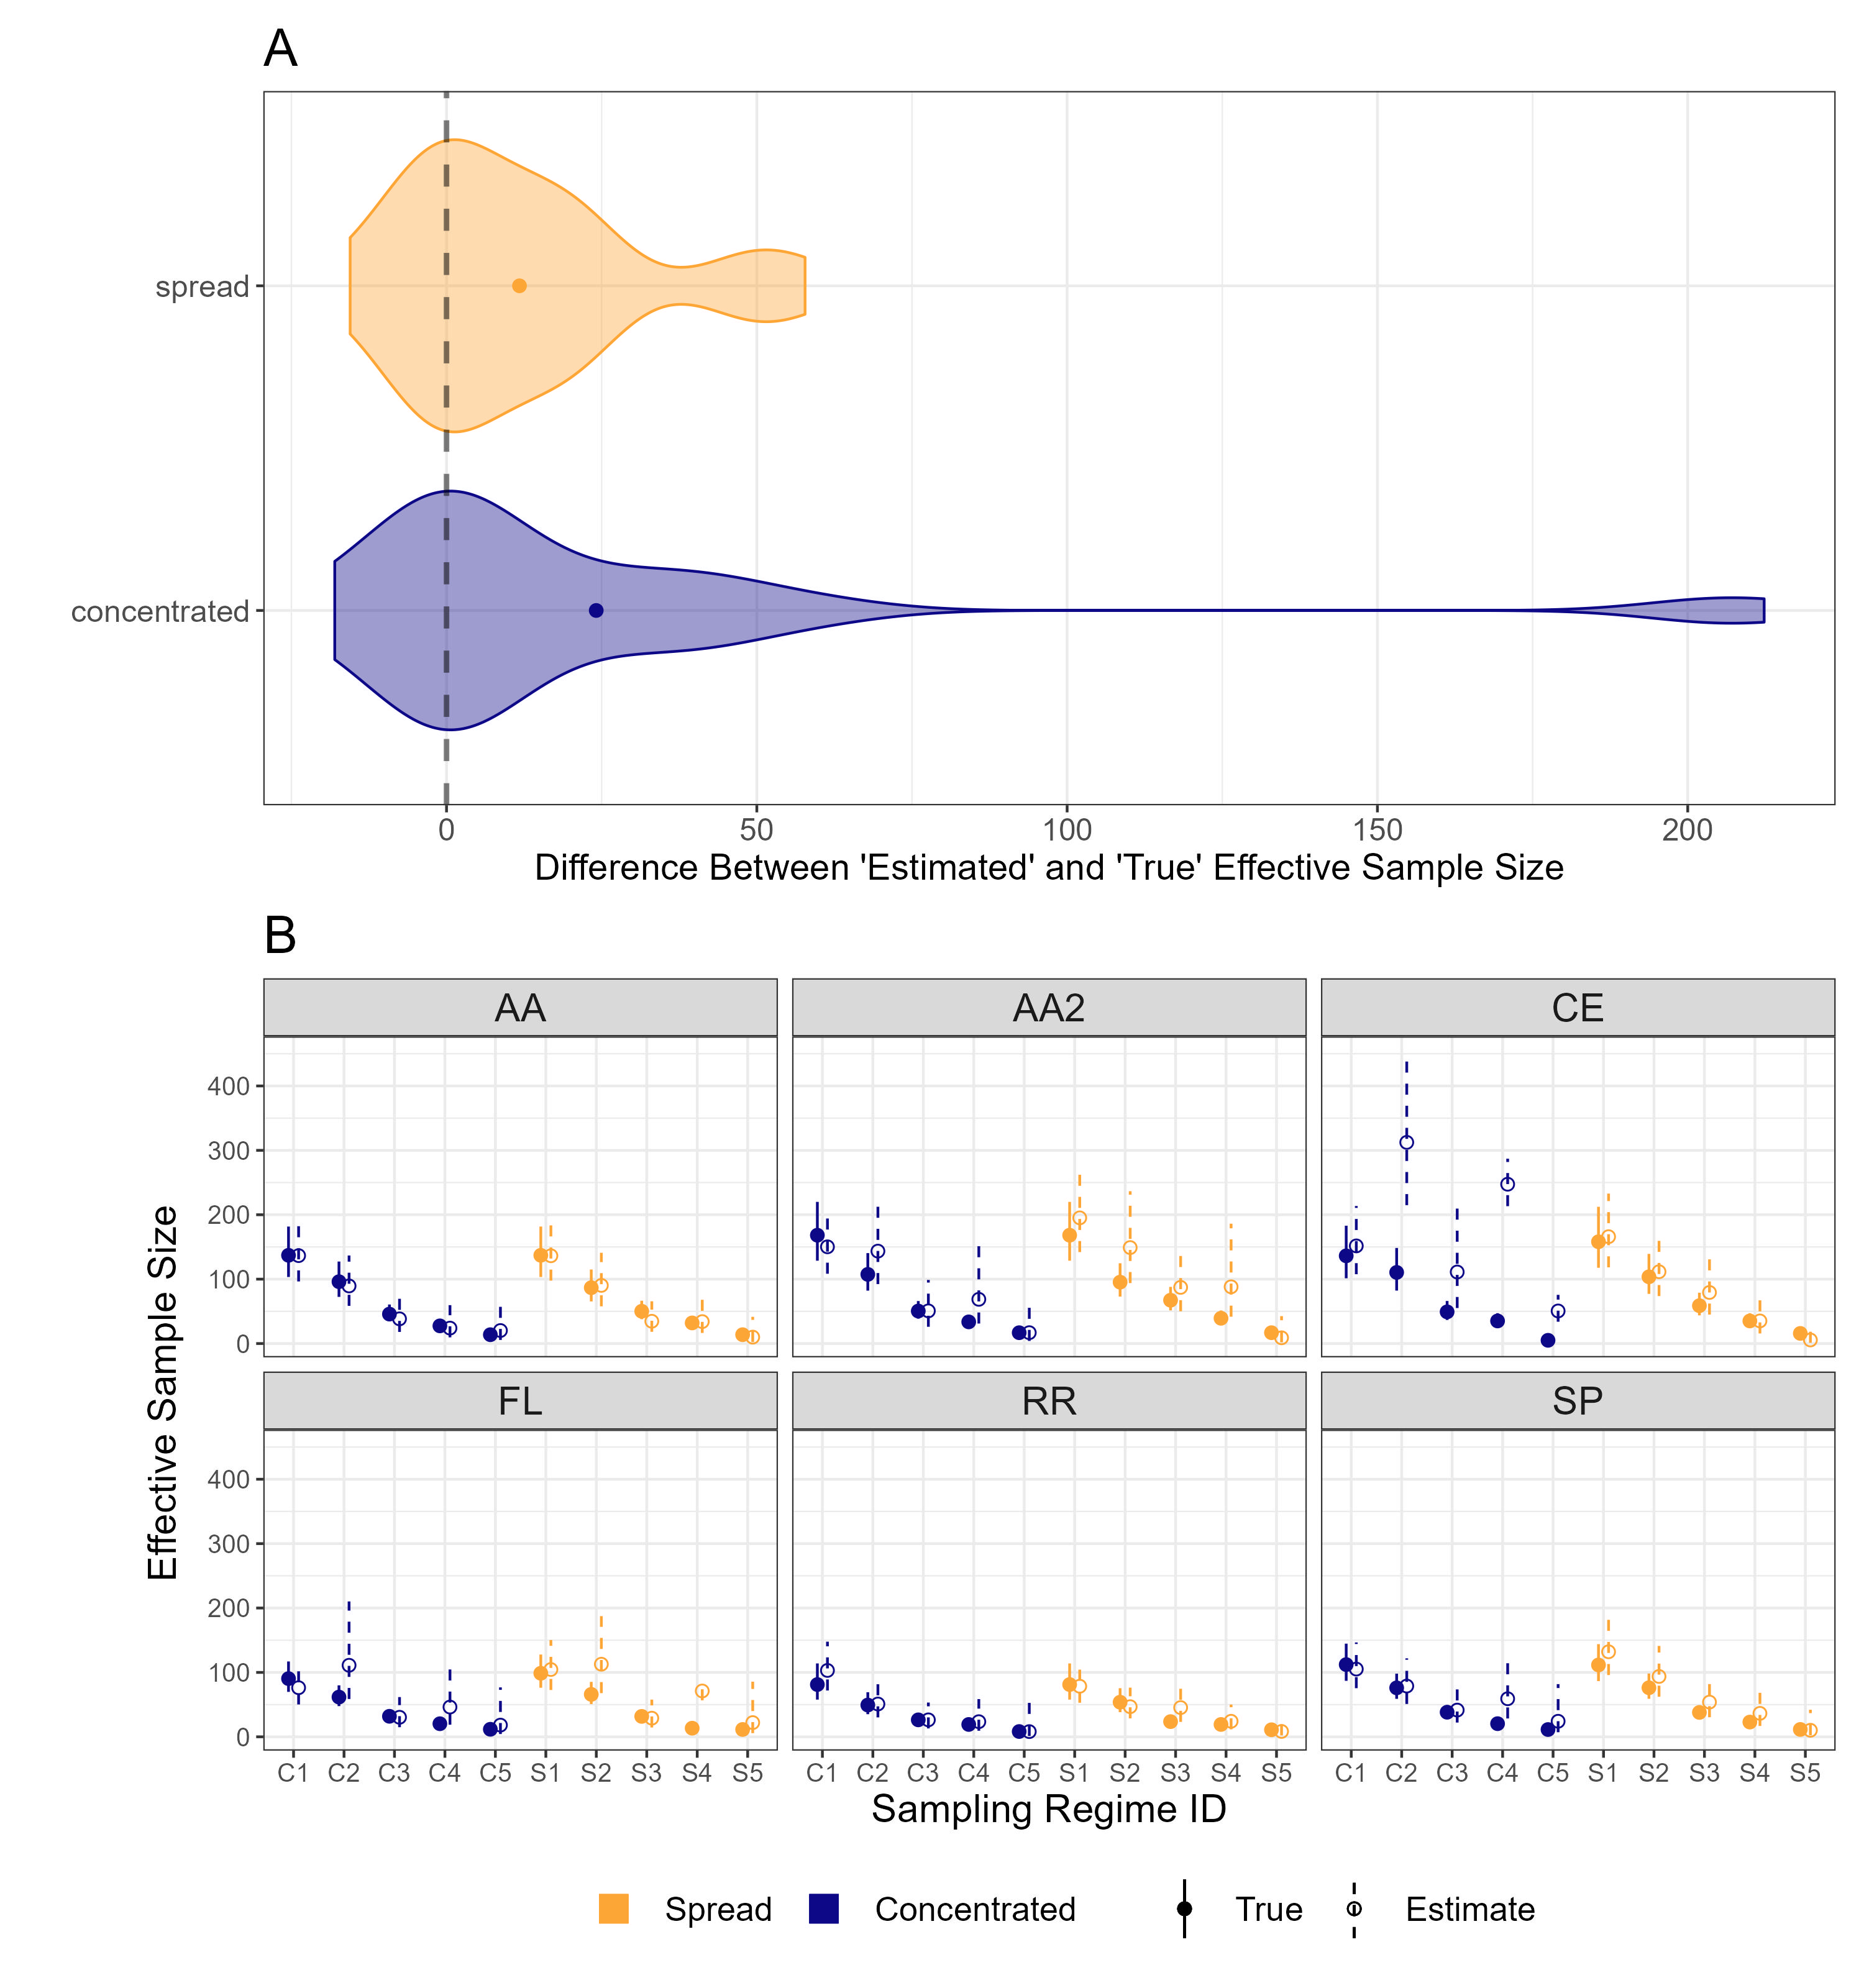 A
spread
concentrated
0 50 100 150 200
Difference Between 'Estimated' and 'True' Effective Sample Size
B
AA AA2 CE
400
300
200
100
0
FL RR SP
400
300
200
100
0
Effective Sample Size
C1 C2 C3 C4 C5 S1 S2 S3 S4 S5 C1 C2 C3 C4 C5 S1 S2 S3 S4 S5 C1 C2 C3 C4 C5 S1 S2 S3 S4 S5
Sampling Regime ID
Spread Concentrated True Estimate